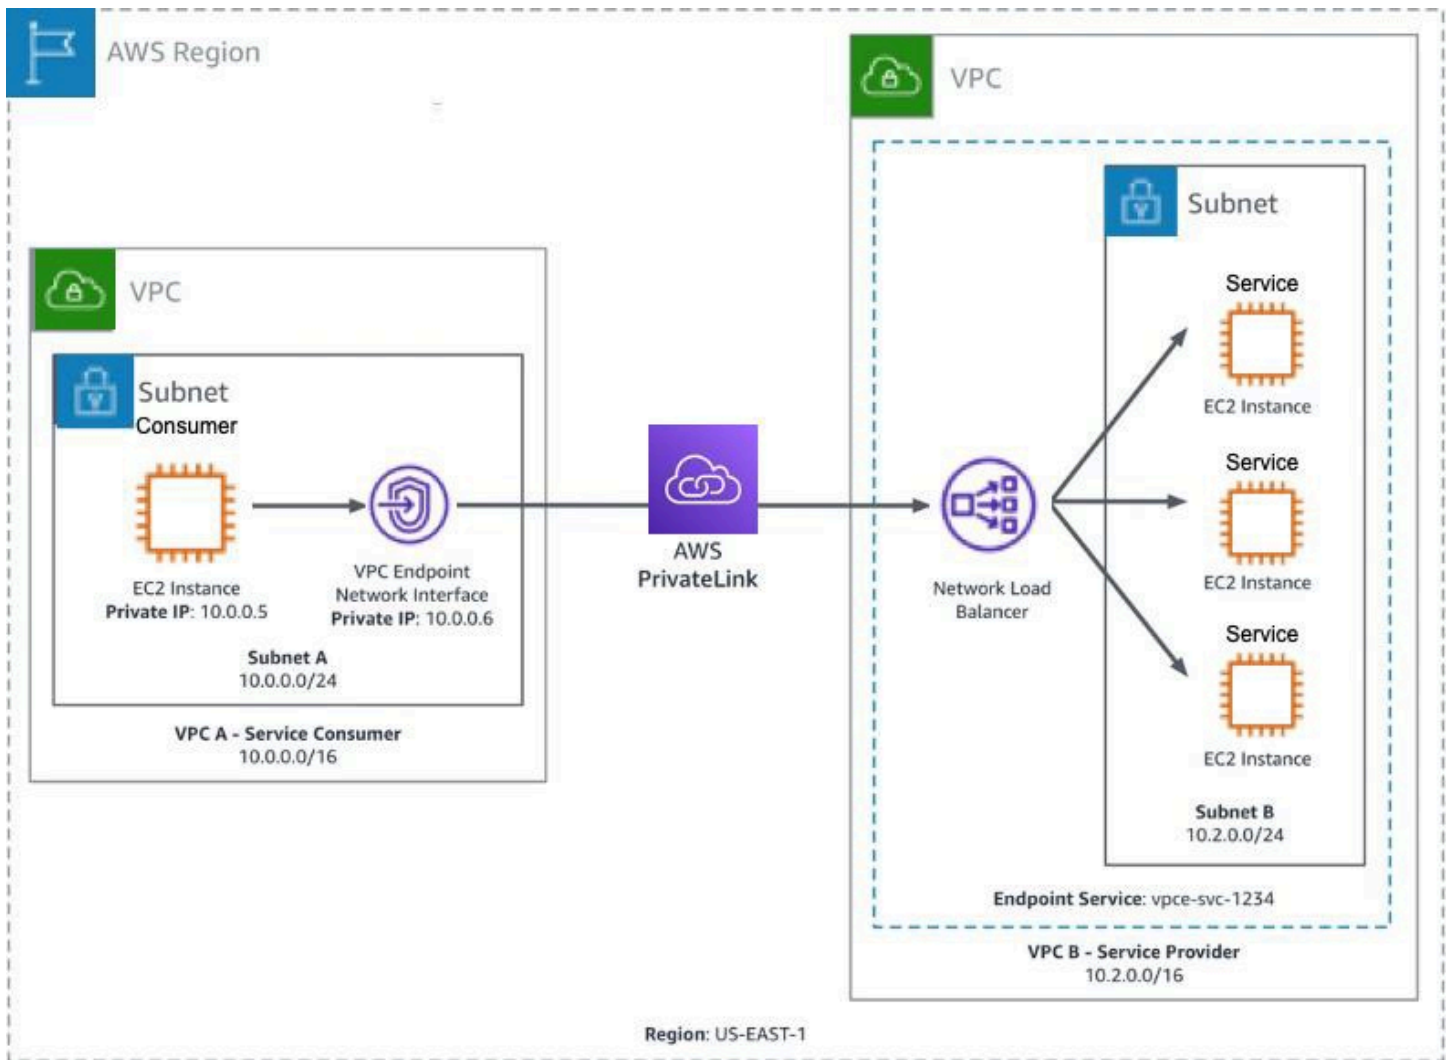 AWS Region
VPC
Subnet
Consumer
EC2 Instance
Private IP: 10.0.0.5
VPC Endpoint
Network Interface
Private IP: 10.0.0.6
Subnet A
10.0.0.0/24
VPC A - Service Consumer
10.0.0.0/16
AWS
PrivateLink
VPC
Network Load
Balancer
Subnet
Service
EC2 Instance
Service
EC2 Instance
Service
EC2 Instance
Subnet B
10.2.0.0/24
Endpoint Service: vpce-svc-1234
VPC B - Service Provider
10.2.0.0/16
Region: US-EAST-1